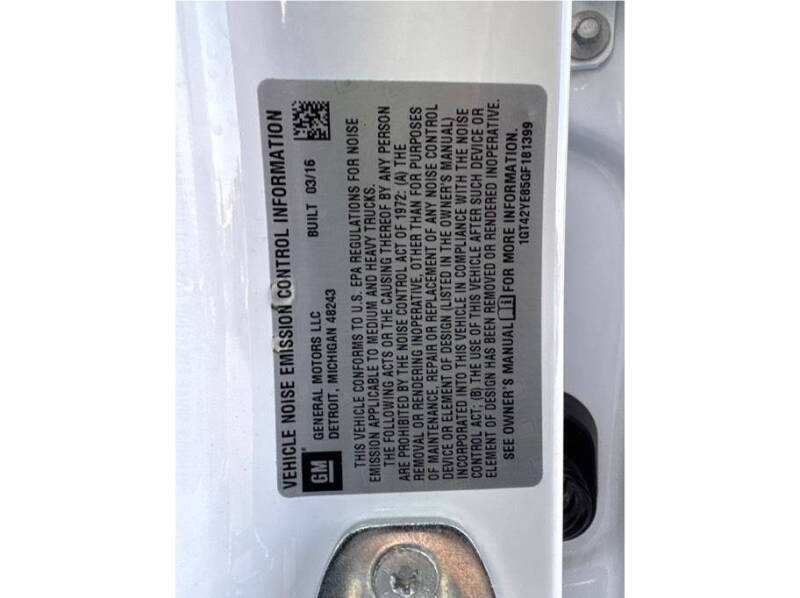 VEHICLE NOISE EMISSION CONTROL INFORMATION
GM
GENERAL MOTORS LLC
DETROIT, MICHIGAN 48243
BUILT 03/16
THIS VEHICLE CONFORMS TO U.S. EPA REGULATIONS FOR NOISE
EMISSION APPLICABLE TO MEDIUM AND HEAVY TRUCKS.
THE FOLLOWING ACTS OR THE CAUSING THEREOF BY ANY PERSON
ARE PROHIBITED BY THE NOISE CONTROL ACT OF 1972: (A) THE
REMOVAL OR RENDERING INOPERATIVE, OTHER THAN FOR PURPOSES
OF MAINTENANCE, REPAIR OR REPLACEMENT OF ANY NOISE CONTROL
DEVICE OR ELEMENT OF DESIGN (LISTED IN THE OWNER'S MANUAL)
INCORPORATED INTO THIS VEHICLE IN COMPLIANCE WITH THE NOISE
CONTROL ACT; (B) THE USE OF THIS VEHICLE AFTER SUCH DEVICE OR
ELEMENT OF DESIGN HAS BEEN REMOVED OR RENDERED INOPERATIVE.
SEE OWNER'S MANUAL FOR MORE INFORMATION.
1GT42YE85GF181399